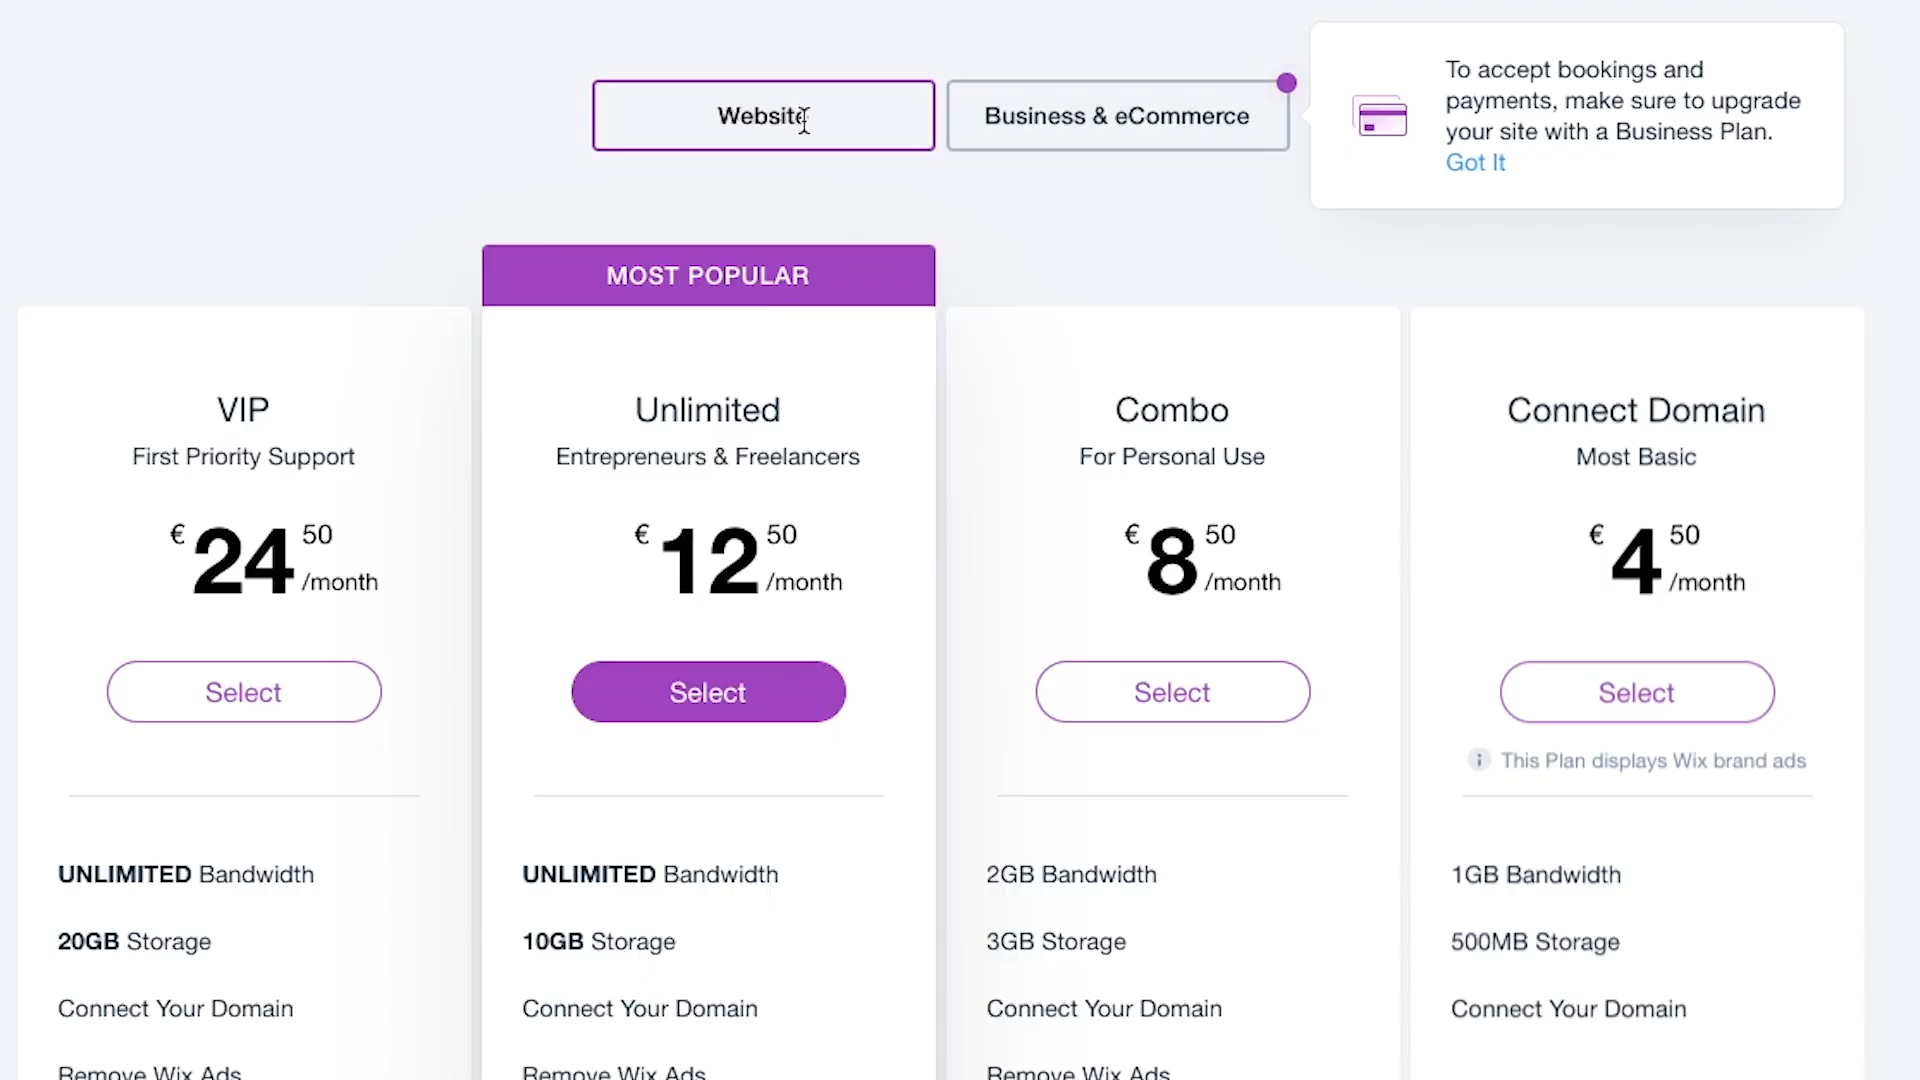 Website
Business & eCommerce
To accept bookings and
payments, make sure to upgrade
your site with a Business Plan.
Got It
MOST POPULAR
VIP
First Priority Support
€ 24 50 /month
Select
UNLIMITED Bandwidth
20GB Storage
Connect Your Domain
Remove Wix Ads
Unlimited
Entrepreneurs & Freelancers
€ 12 50 /month
Select
UNLIMITED Bandwidth
10GB Storage
Connect Your Domain
Remove Wix Ads
Combo
For Personal Use
€ 8 50 /month
Select
2GB Bandwidth
3GB Storage
Connect Your Domain
Remove Wix Ads
Connect Domain
Most Basic
€ 4 50 /month
Select
This Plan displays Wix brand ads
1GB Bandwidth
500MB Storage
Connect Your Domain